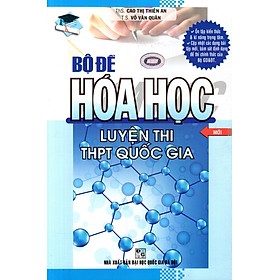 ThS. CAO THỊ THIÊN AN
T.S. VÕ VĂN QUÂN
BỘ ĐỀ
HÓA HỌC
LUYỆN THI
THPT QUỐC GIA
MỚI
NHÀ XUẤT BẢN ĐẠI HỌC QUỐC GIA HÀ NỘI